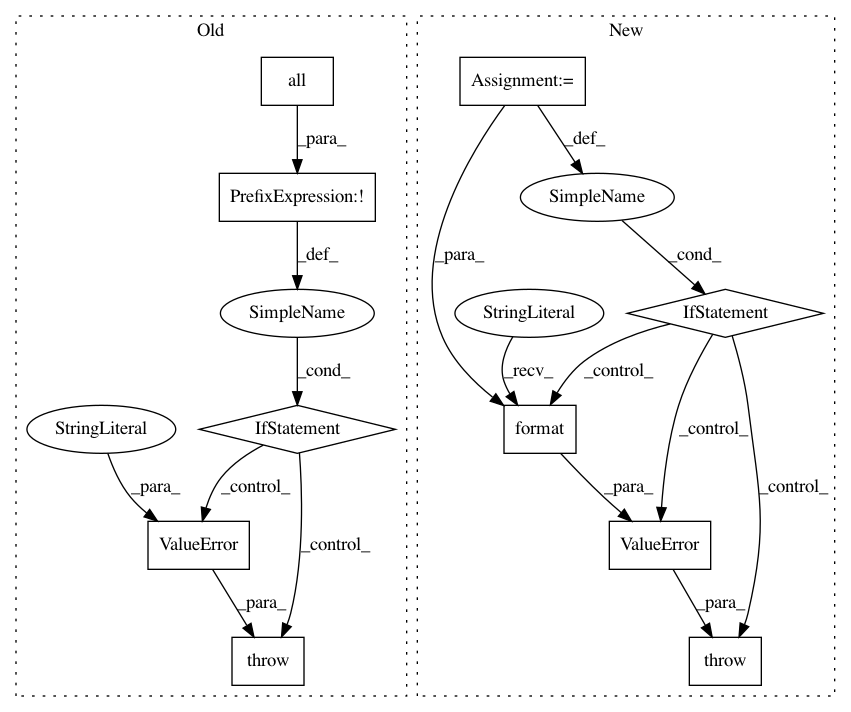 Old
New
all
Assignment:=
_para_
_def_
PrefixExpression:!
SimpleName
_def_
_para_
_cond_
SimpleName
StringLiteral
IfStatement
_cond_
_recv_
_control_
StringLiteral
IfStatement
format
_control_
_para_
_control_
_para_
_control_
_control_
ValueError
ValueError
_para_
_para_
throw
throw